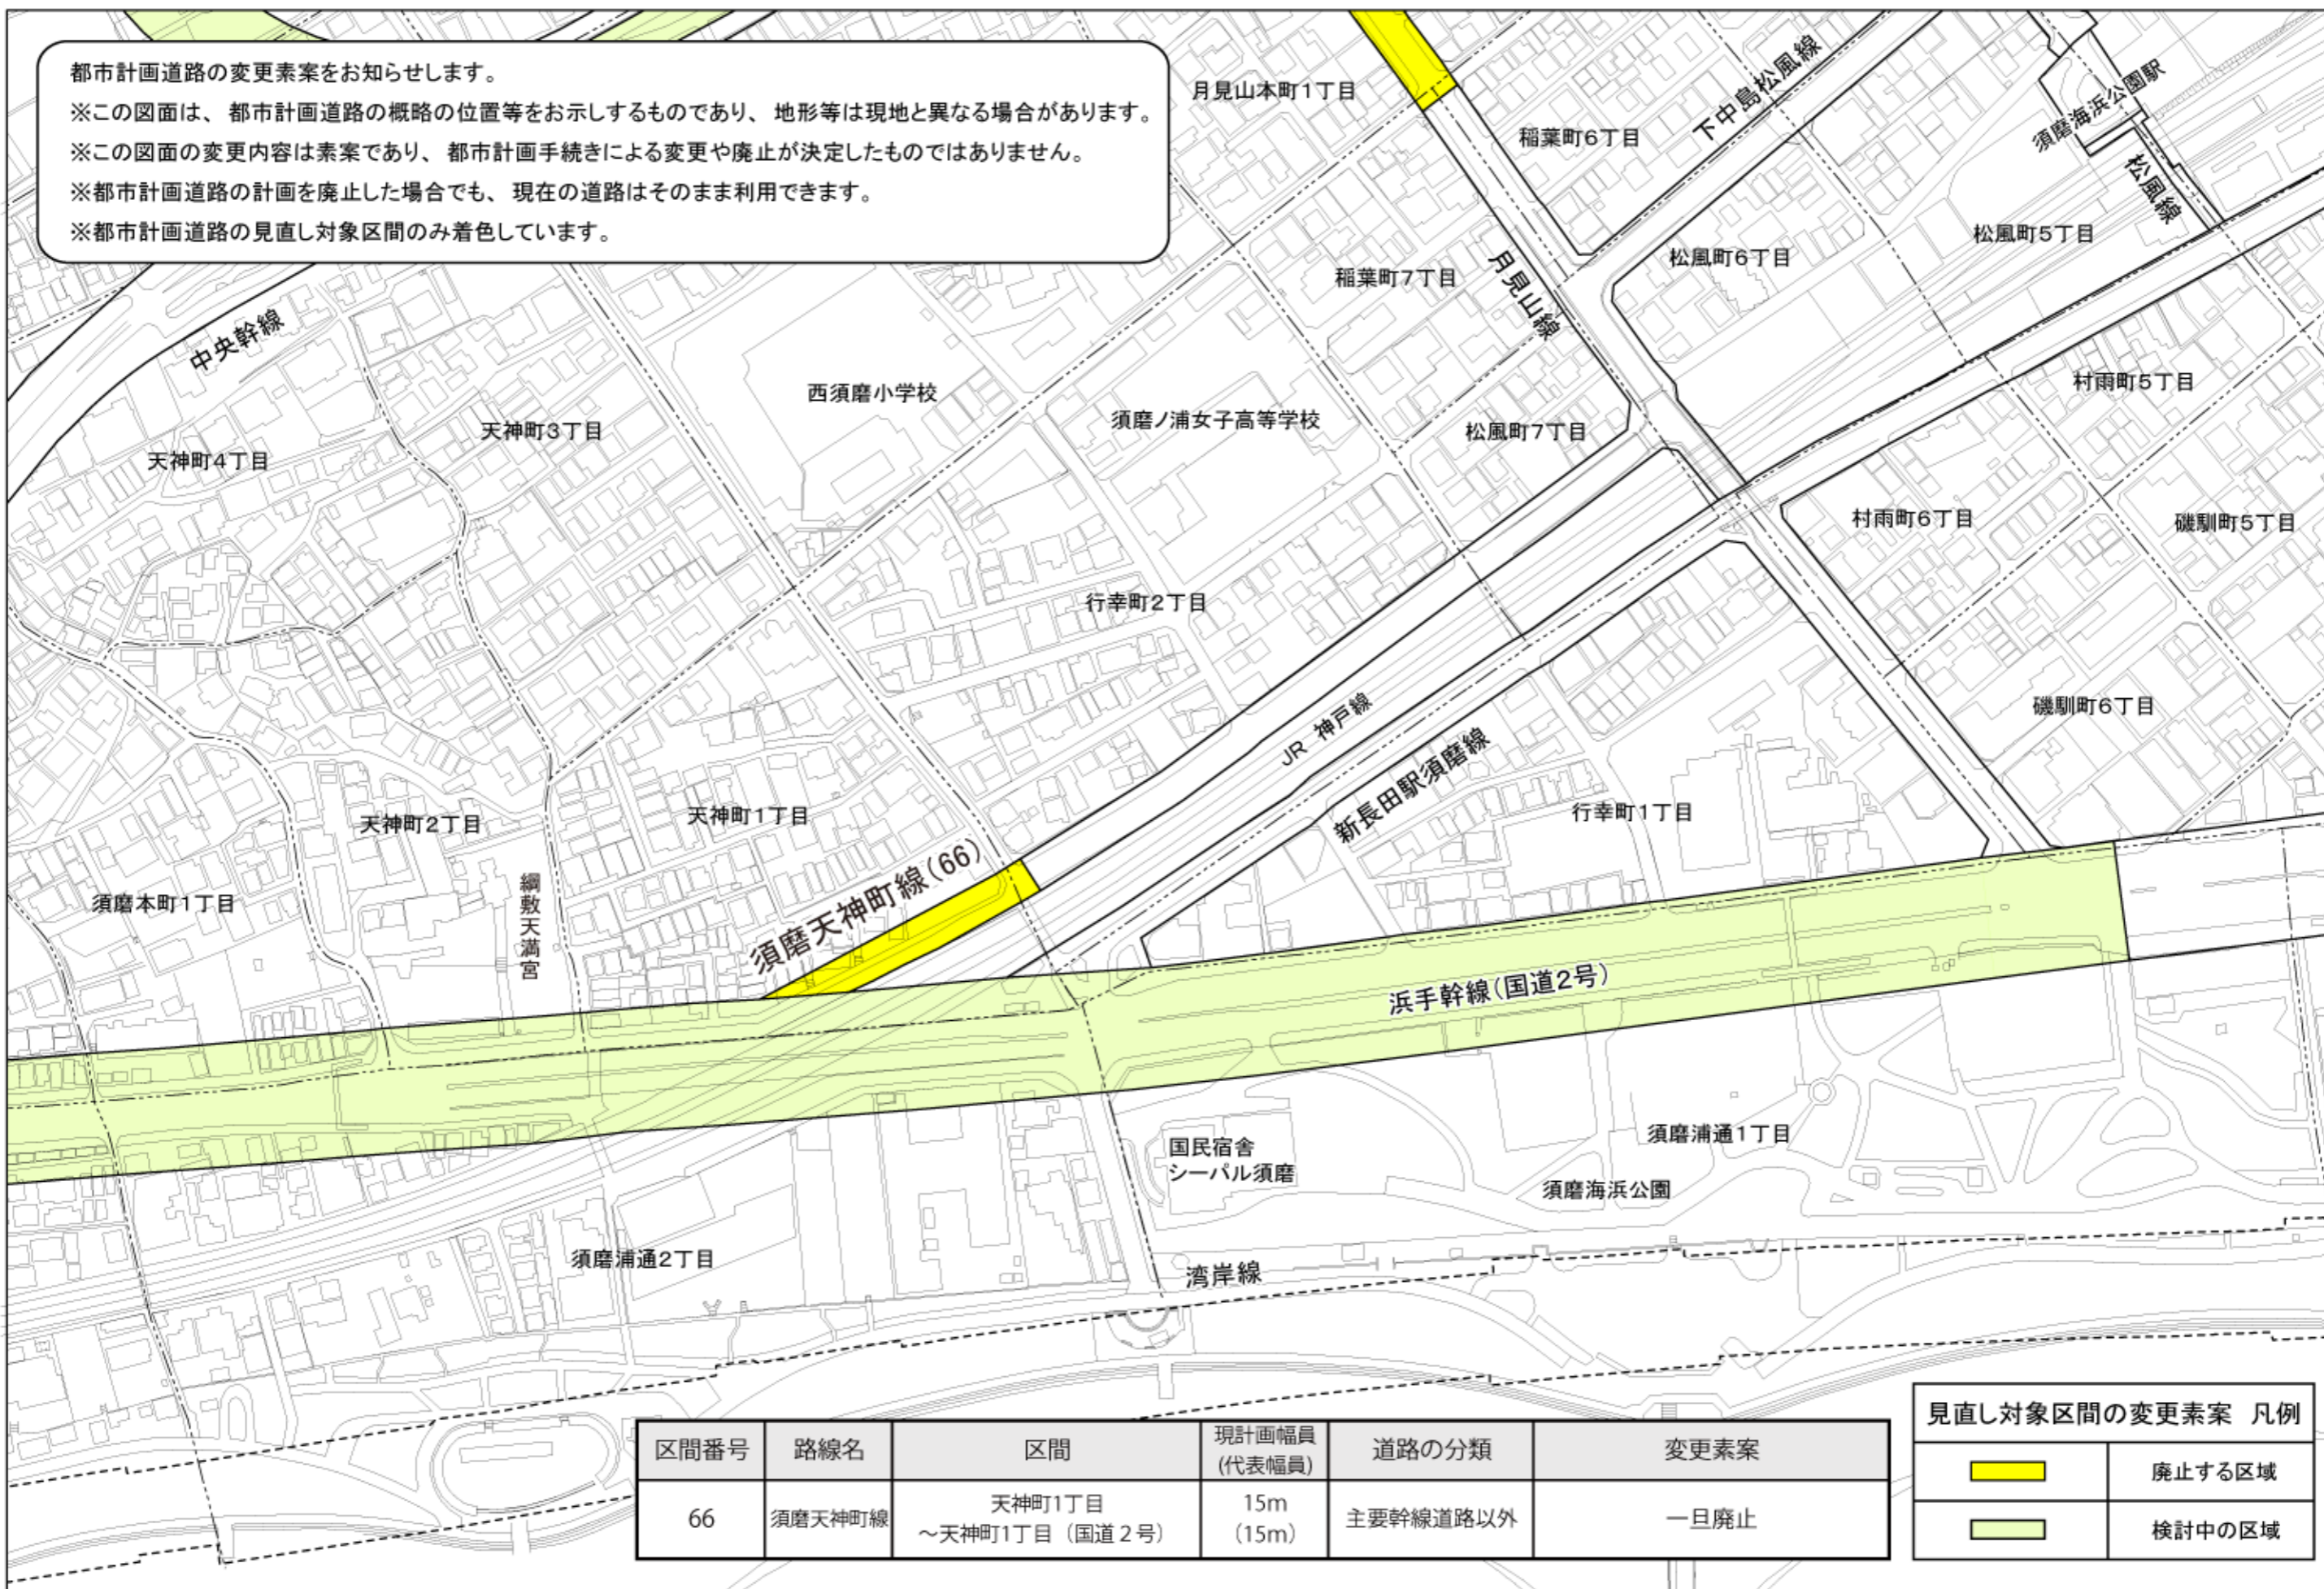 都市計画道路の変更素案をお知らせします。
※この図面は、都市計画道路の概略の位置等をお示しするものであり、地形等は現地と異なる場合があります。
※この図面の変更内容は素案であり、都市計画手続きによる変更や廃止が決定したものではありません。
※都市計画道路の計画を廃止した場合でも、現在の道路はそのまま利用できます。
※都市計画道路の見直し対象区間のみ着色しています。
月見山本町1丁目
稲葉町6丁目
下中島松風線
須磨海浜公園駅
松風線
松風町5丁目
松風町6丁目
稲葉町7丁目
月見山線
中央幹線
西須磨小学校
須磨ノ浦女子高等学校
松風町7丁目
村雨町5丁目
天神町3丁目
天神町4丁目
村雨町6丁目
磯馴町5丁目
行幸町2丁目
磯馴町6丁目
JR 神戸線
新長田駅須磨線
行幸町1丁目
天神町1丁目
天神町2丁目
須磨本町1丁目
綱敷天満宮
須磨天神町線(66)
浜手幹線(国道2号)
国民宿舎
シーパル須磨
須磨浦通1丁目
須磨海浜公園
須磨浦通2丁目
湾岸線
区間番号 路線名 区間 現計画幅員(代表幅員) 道路の分類 変更素案
66 須磨天神町線 天神町1丁目 ～天神町1丁目（国道２号） 15m （15m） 主要幹線道路以外 一旦廃止
見直し対象区間の変更素案 凡例
廃止する区域
検討中の区域